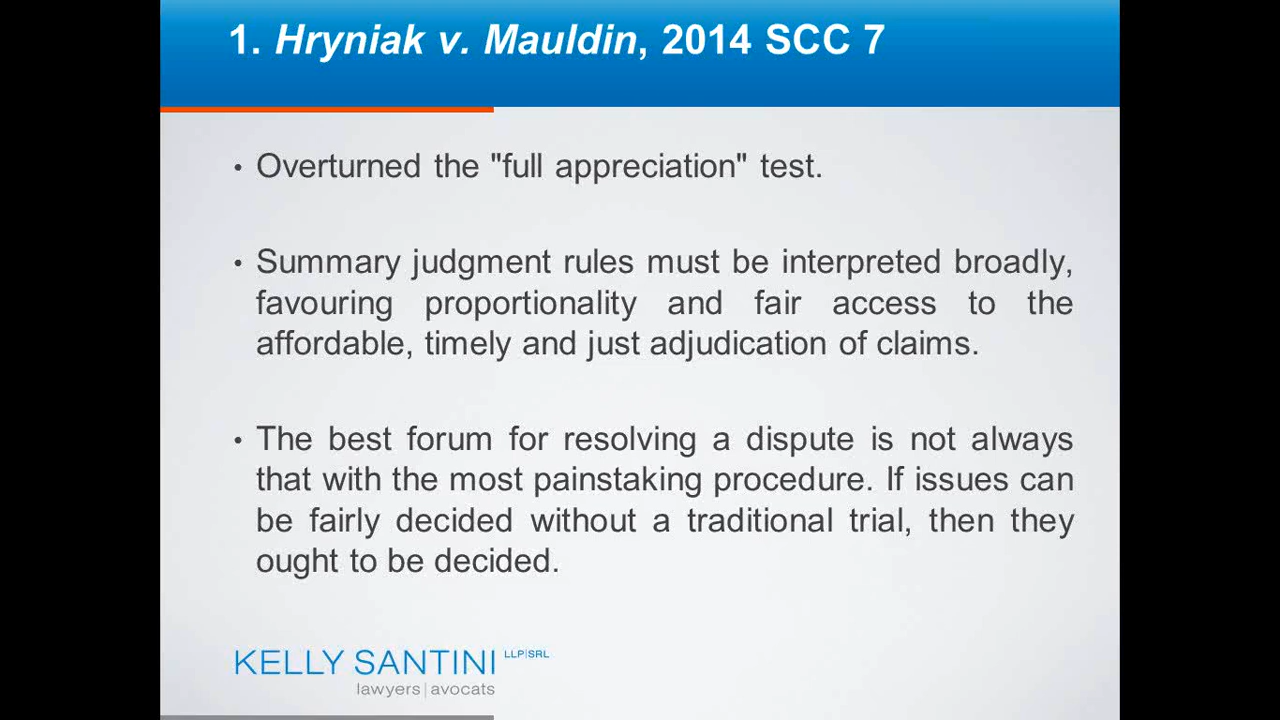 1. Hryniak v. Mauldin, 2014 SCC 7
• Overturned the "full appreciation" test.
• Summary judgment rules must be interpreted broadly,
favouring proportionality and fair access to the
affordable, timely and just adjudication of claims.
• The best forum for resolving a dispute is not always
that with the most painstaking procedure. If issues can
be fairly decided without a traditional trial, then they
ought to be decided.
KELLY SANTINI LLP|SRL
lawyers|avocats